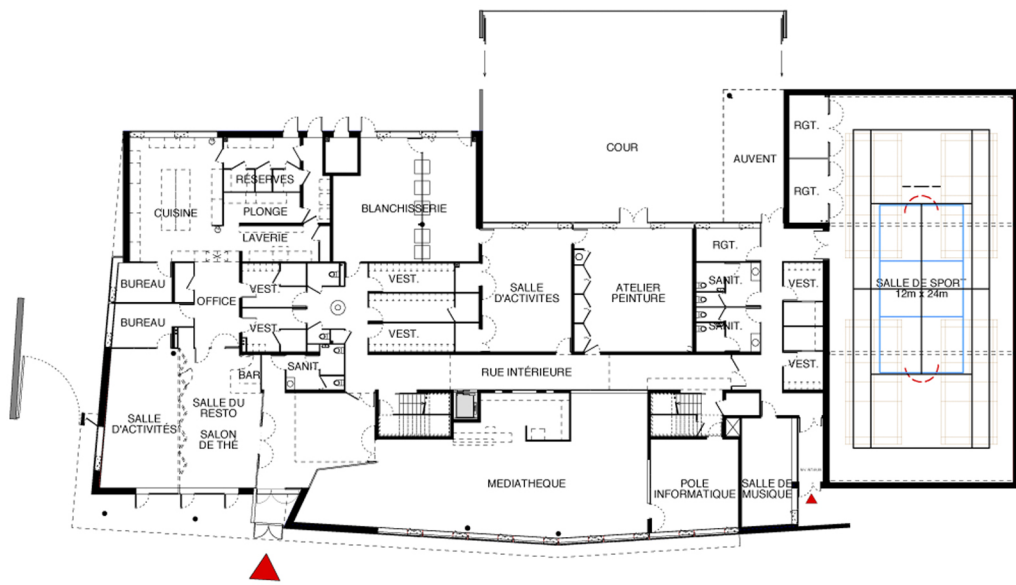 COUR
AUVENT
RGT.
RGT.
RÉSERVES
CUISINE
PLONGE
BLANCHISSERIE
LAVERIE
BUREAU
OFFICE
VEST.
VEST.
SALLE
D'ACTIVITES
ATELIER
PEINTURE
RGT.
SANIT.
VEST.
SALLE DE SPORT
12m x 24m
BUREAU
VEST.
VEST.
SANIT.
RUE INTÉRIEURE
VEST.
BAR
SANIT.
SALLE
D'ACTIVITÉS
SALLE DU
RESTO
SALON
DE THÉ
MEDIATHEQUE
POLE
INFORMATIQUE
SALLE DE
MUSIQUE